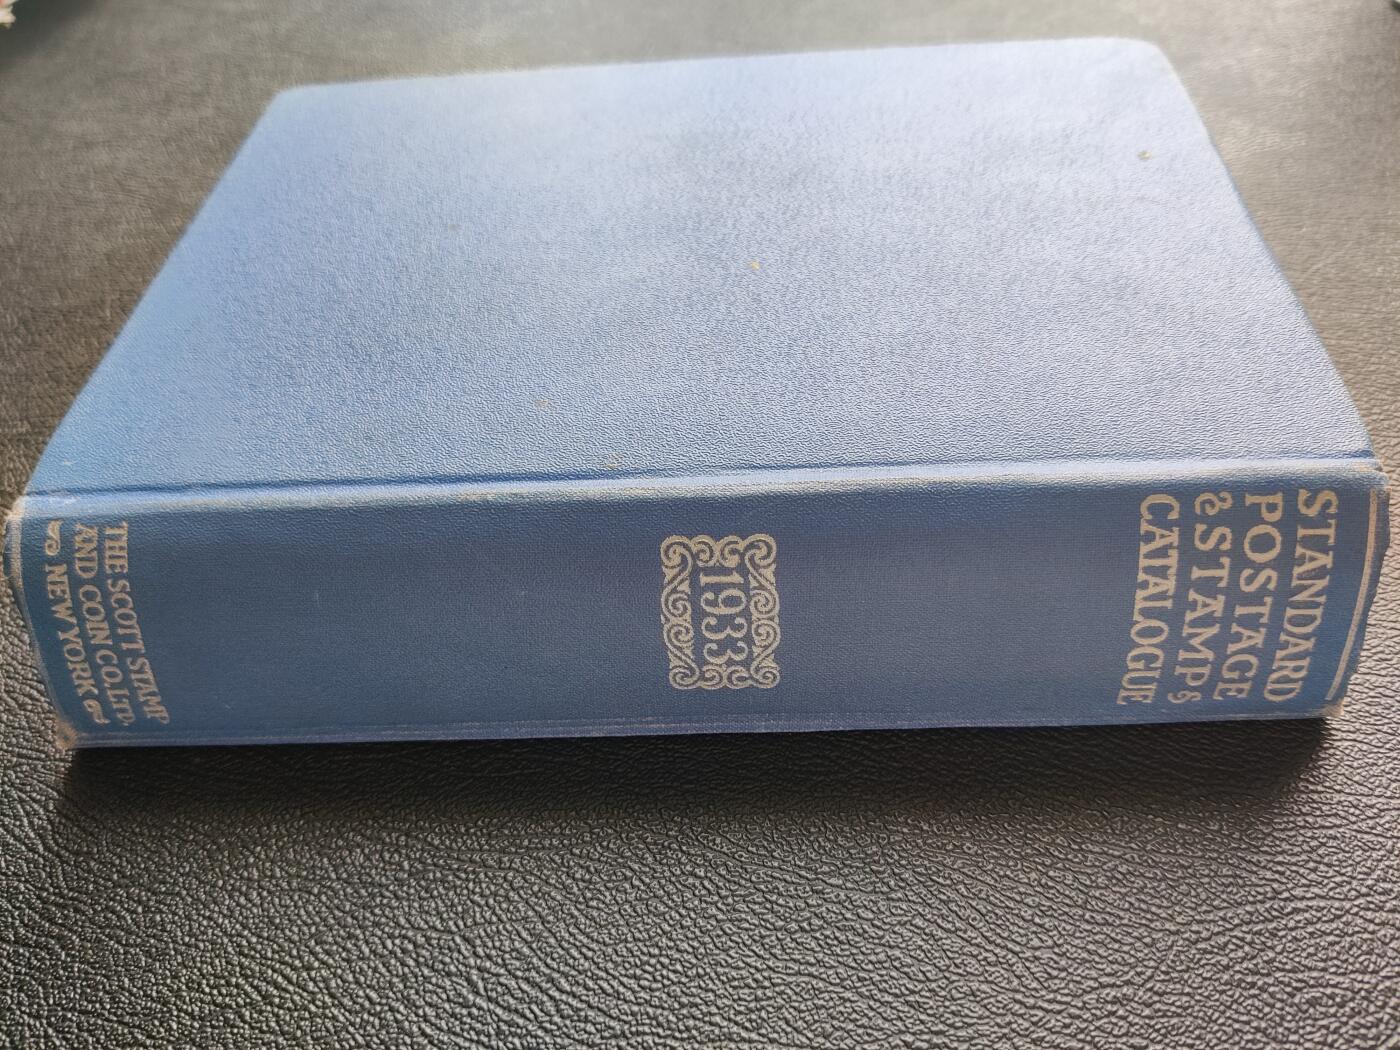 STANDARD
POSTAGE
STAMP
CATALOGUE
1933
THE SCOTT STAMP
AND COIN CO. LTD.
NEW YORK